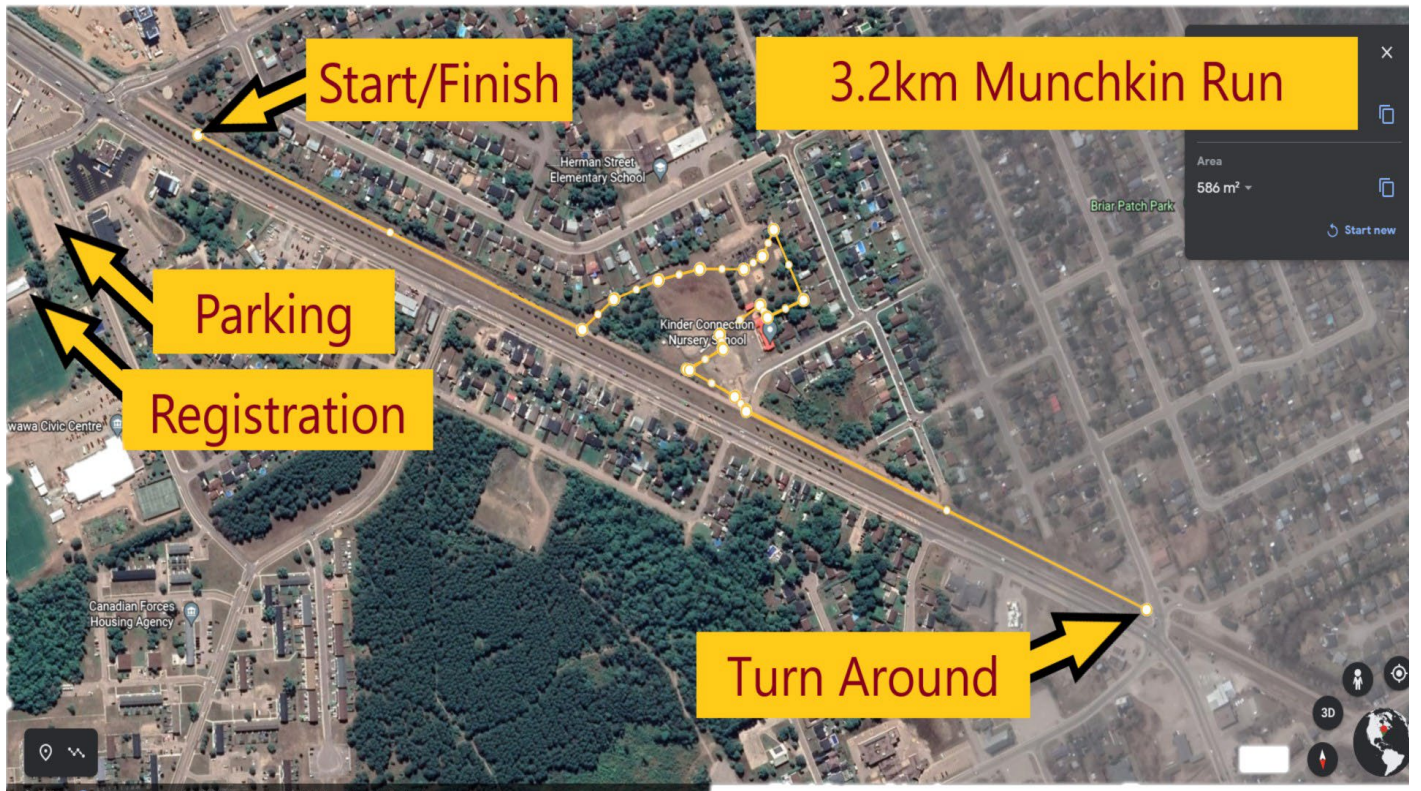 Start/Finish
3.2km Munchkin Run
Area
586 m²
Start new
Herman Street
Elementary School
Briar Patch Park
Parking
Kinder Connection
Nursery School
Registration
wawa Civic Centre
Canadian Forces
Housing Agency
Turn Around
3D